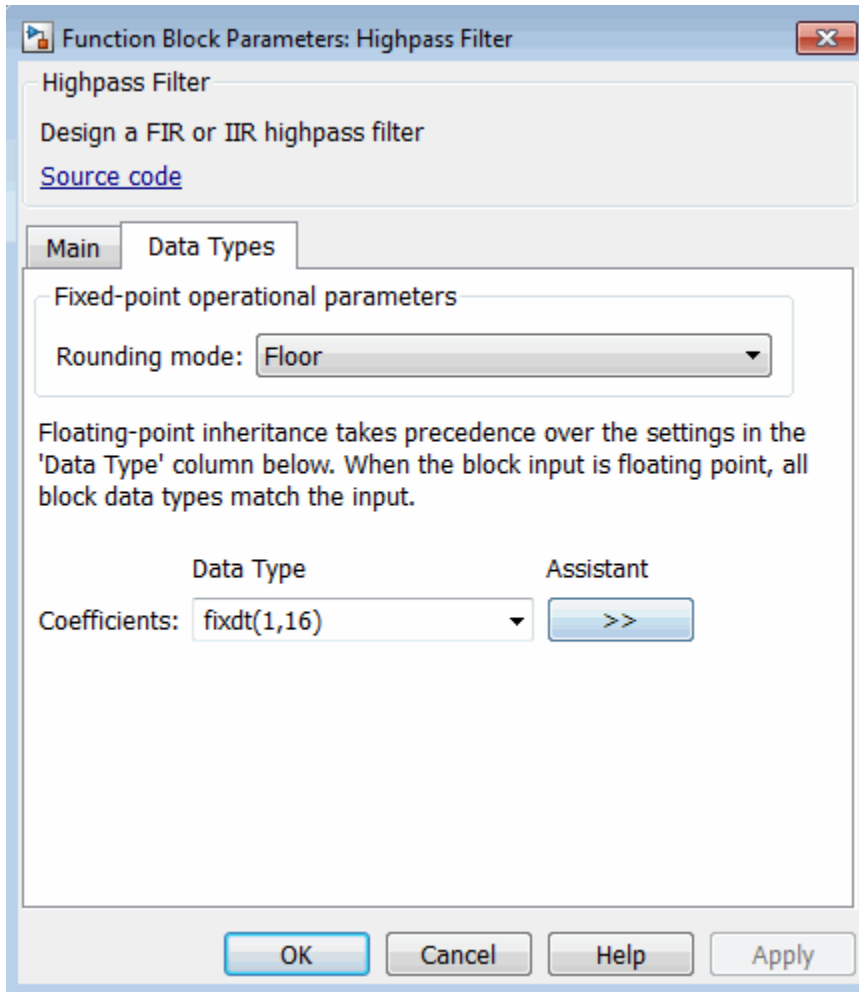 Function Block Parameters: Highpass Filter
Highpass Filter
Design a FIR or IIR highpass filter
Source code
Main Data Types
Fixed-point operational parameters
Rounding mode: Floor
Floating-point inheritance takes precedence over the settings in the
'Data Type' column below. When the block input is floating point, all
block data types match the input.
Data Type Assistant
Coefficients: fixdt(1,16) >>
OK Cancel Help Apply